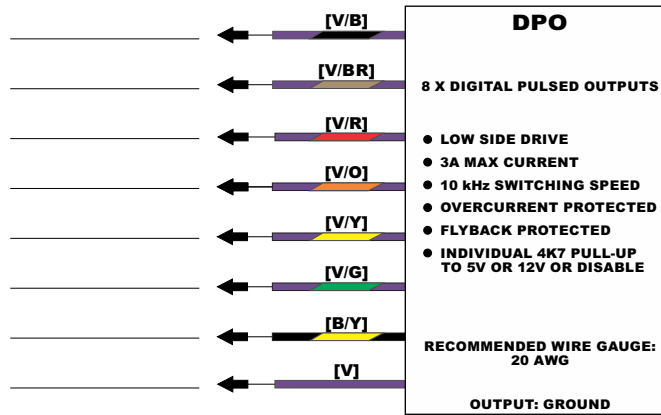 [V/B]
[V/BR]
[V/R]
[V/O]
[V/Y]
[V/G]
[B/Y]
[V]
DPO
8 X DIGITAL PULSED OUTPUTS
● LOW SIDE DRIVE
● 3A MAX CURRENT
● 10 kHz SWITCHING SPEED
● OVERCURRENT PROTECTED
● FLYBACK PROTECTED
● INDIVIDUAL 4K7 PULL-UP
TO 5V OR 12V OR DISABLE
RECOMMENDED WIRE GAUGE:
20 AWG
OUTPUT: GROUND